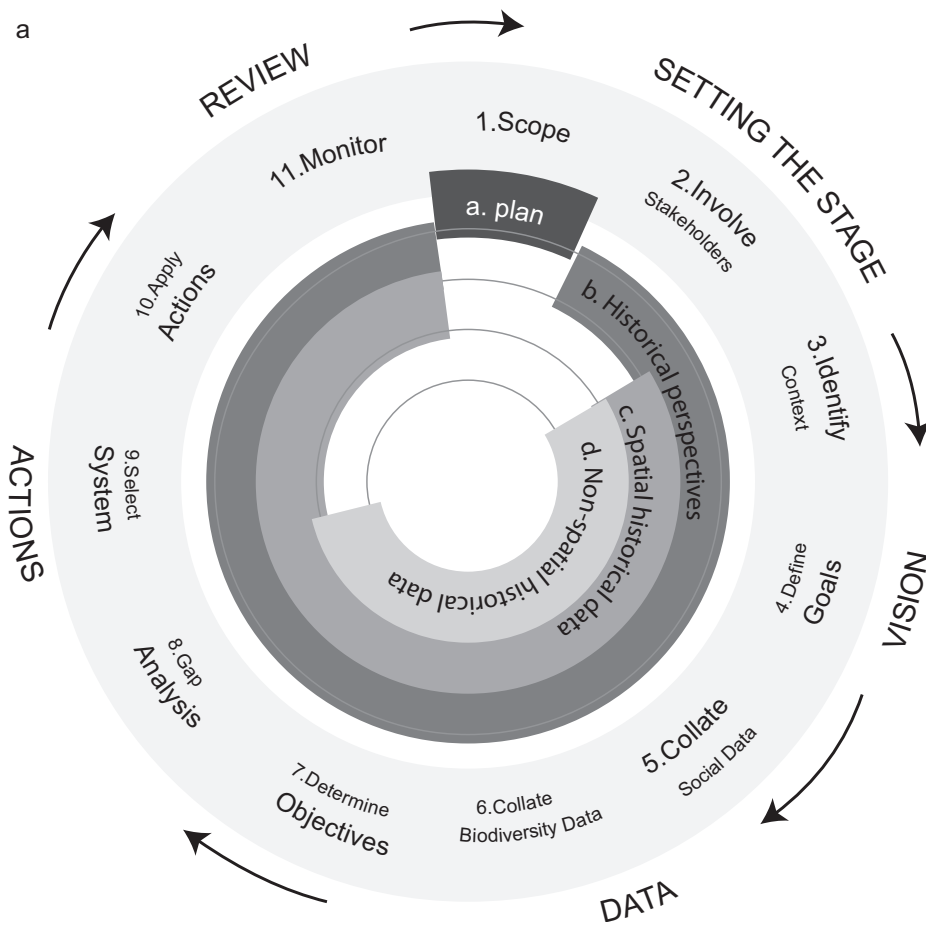 a
REVIEW
SETTING THE STAGE
VISION
DATA
ACTIONS
1.Scope
2.Involve
Stakeholders
3.Identify
Context
4.Define
Goals
5.Collate
Social Data
6.Collate
Biodiversity Data
7.Determine
Objectives
8.Gap
Analysis
9.Select
System
10.Apply
Actions
11.Monitor
a. plan
b. Historical perspectives
c. Spatial historical data
d. Non-spatial historical data